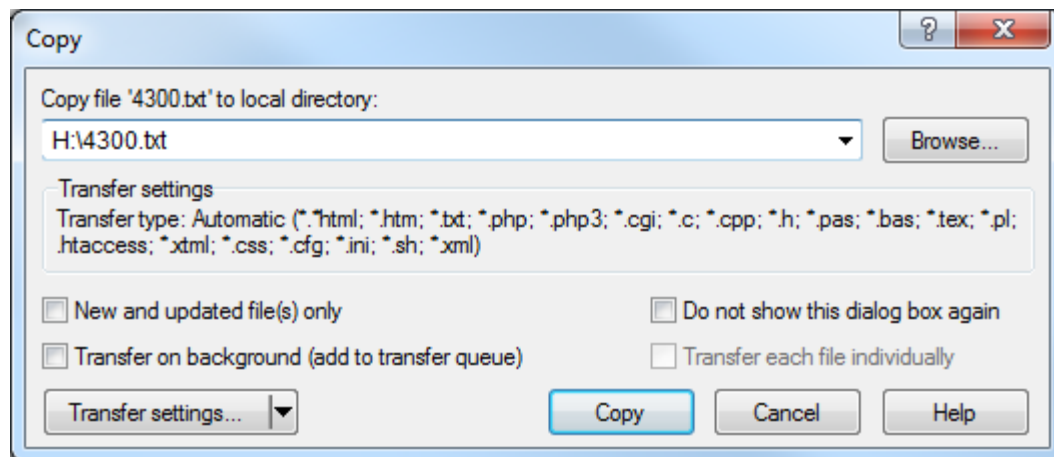 Copy
Copy file '4300.txt' to local directory:
H:\4300.txt
Browse...
Transfer settings
Transfer type: Automatic (*.*html; *.htm; *.txt; *.php; *.php3; *.cgi; *.c; *.cpp; *.h; *.pas; *.bas; *.tex; *.pl;
.htaccess; *.xtml; *.css; *.cfg; *.ini; *.sh; *.xml)
New and updated file(s) only
Do not show this dialog box again
Transfer on background (add to transfer queue)
Transfer each file individually
Transfer settings...
Copy
Cancel
Help